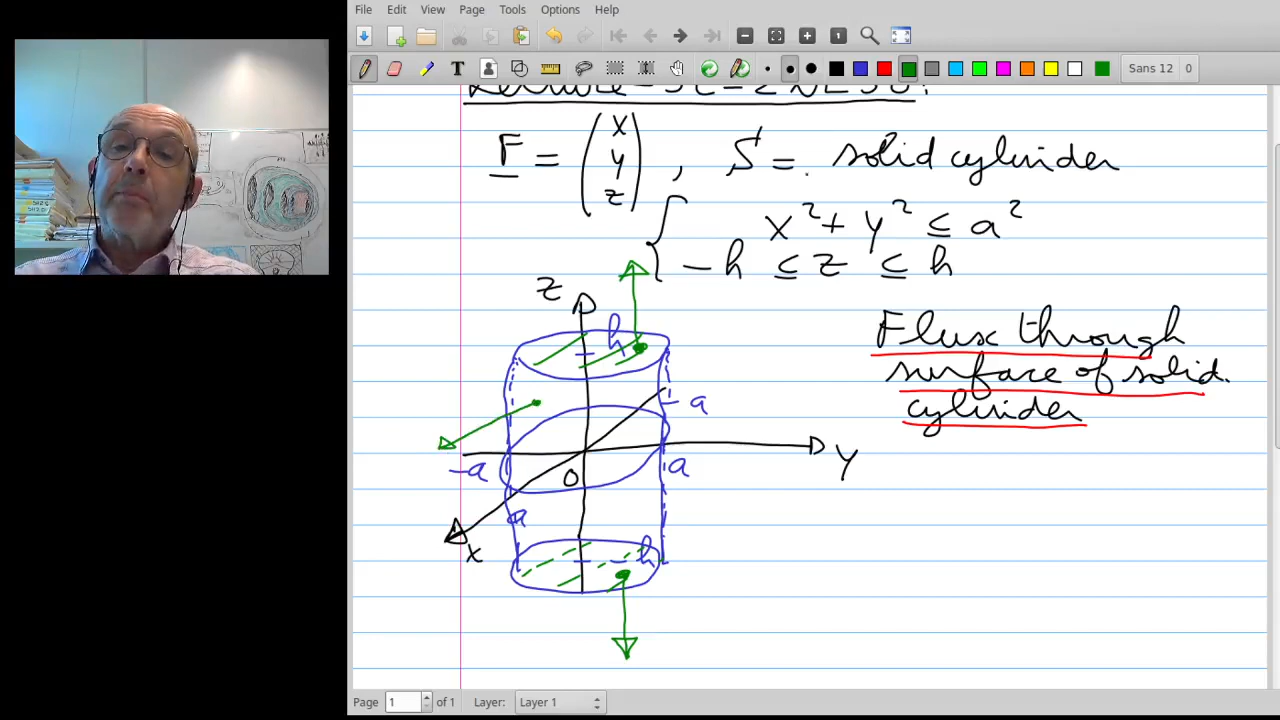 File Edit View Page Tools Options Help
1
T
Sans 12 0
F = ( x y z ) , S = solid cylinder
x² + y² ≤ a²
-h ≤ z ≤ h
z
h
Flux through
surface of solid
cylinder
-a
y
-a
a
0
a
x
-h
Page 1 of 1 Layer: Layer 1